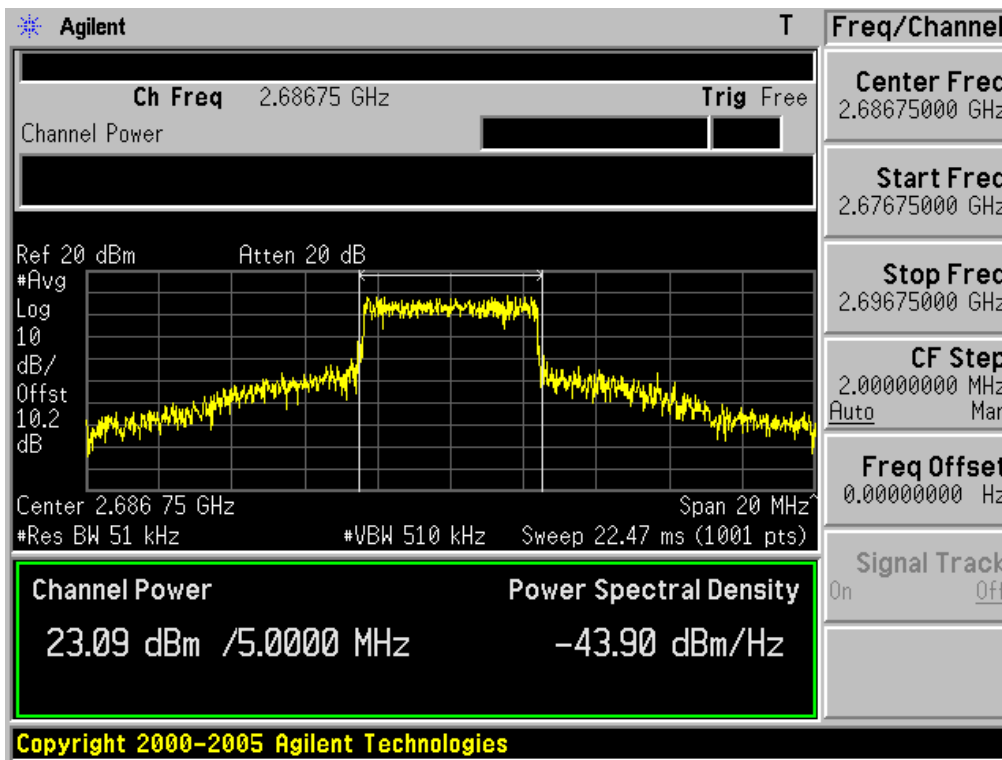 Agilent T
Ch Freq 2.68675 GHz Trig Free
Channel Power
Ref 20 dBm Atten 20 dB
#Avg
Log
10
dB/
Offst
10.2
dB
Center 2.686 75 GHz Span 20 MHz^
#Res BW 51 kHz #VBW 510 kHz Sweep 22.47 ms (1001 pts)
Channel Power Power Spectral Density
23.09 dBm /5.0000 MHz -43.90 dBm/Hz
Copyright 2000-2005 Agilent Technologies
Freq/Channel
Center Freq
2.68675000 GHz
Start Freq
2.67675000 GHz
Stop Freq
2.69675000 GHz
CF Step
2.00000000 MHz
Auto Man
Freq Offset
0.00000000 Hz
Signal Track
On Off